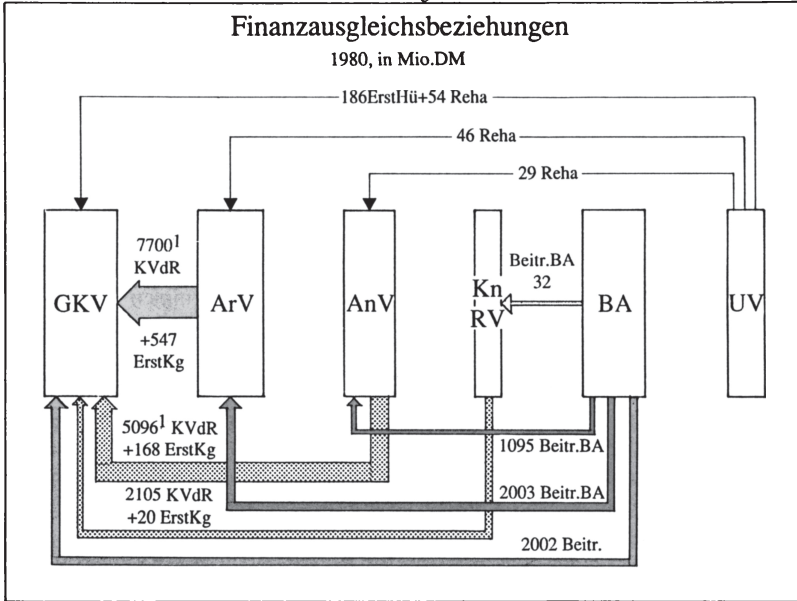 Finanzausgleichsbeziehungen
1980, in Mio.DM
186ErstHü+54 Reha
46 Reha
29 Reha
7700¹
KVdR
+547
ErstKg
GKV
ArV
AnV
Kn
RV
Beitr.BA
32
BA
UV
5096¹ KVdR
+168 ErstKg
1095 Beitr.BA
2105 KVdR
+20 ErstKg
2003 Beitr.BA
2002 Beitr.